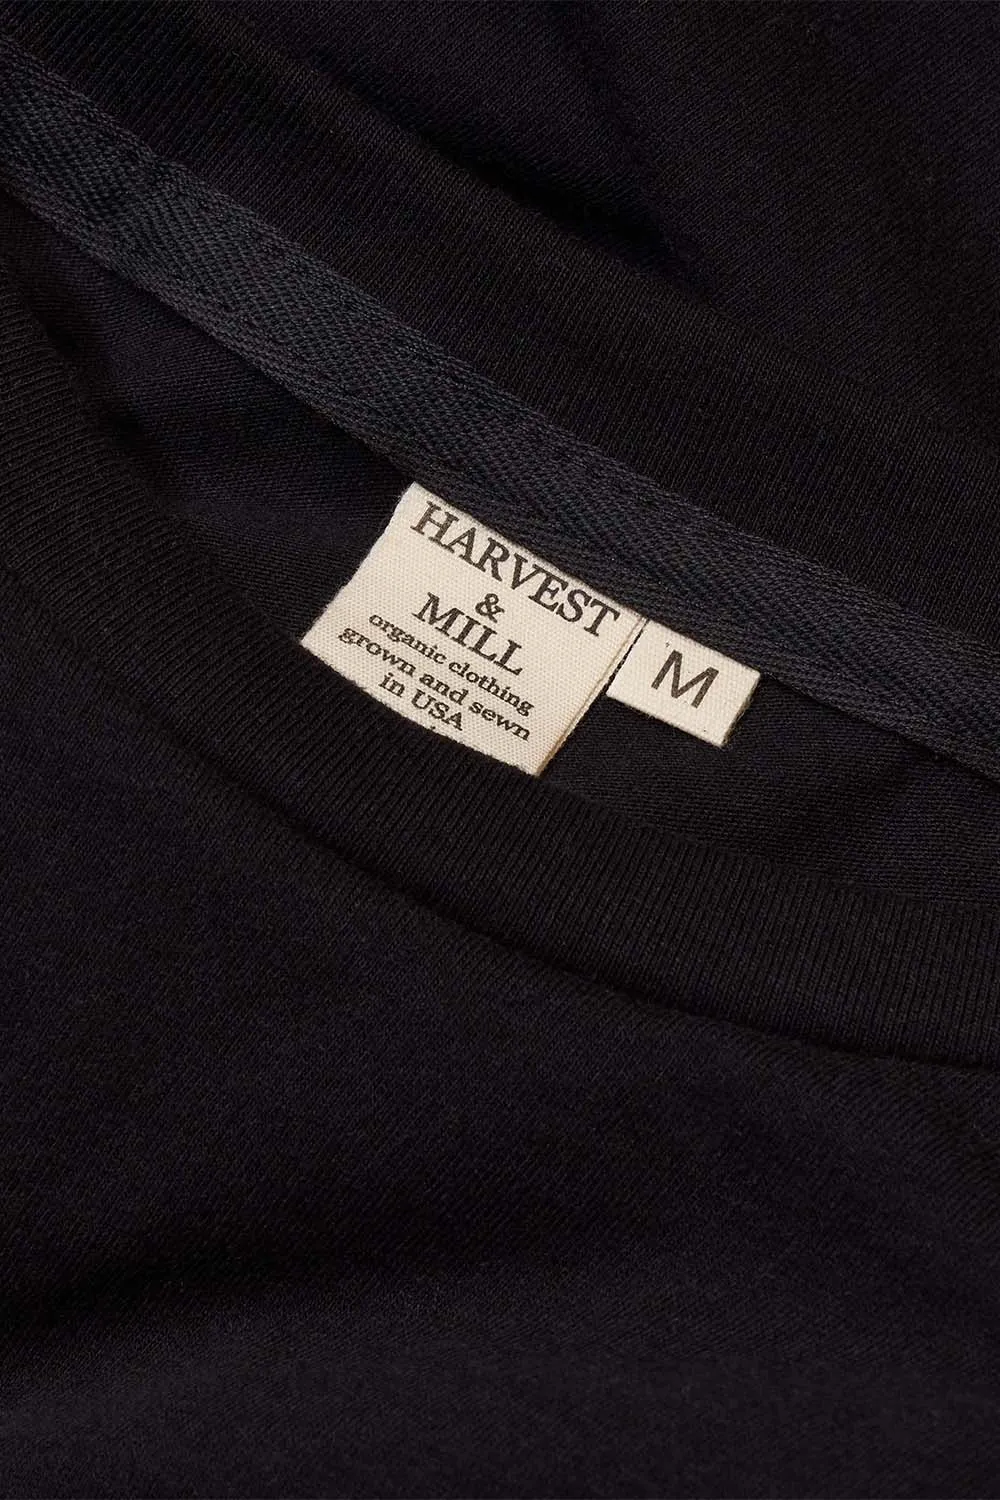 HARVEST
&
MILL
organic clothing
grown and sewn
in USA
M